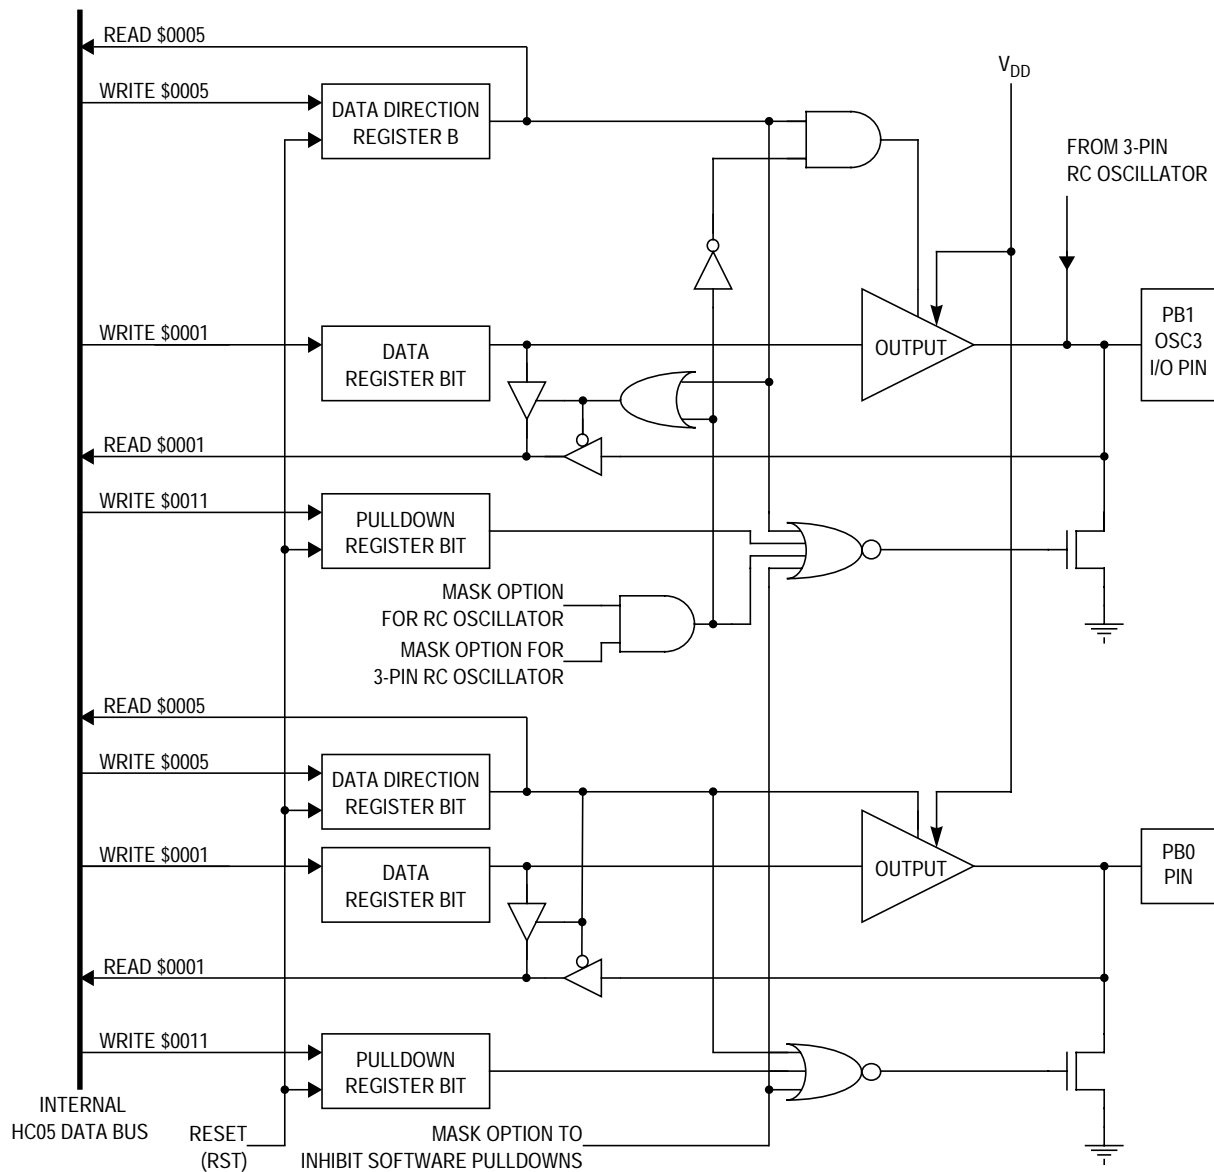 READ $0005
WRITE $0005
DATA DIRECTION
REGISTER B
VDD
FROM 3-PIN
RC OSCILLATOR
WRITE $0001
DATA
REGISTER BIT
OUTPUT
PB1
OSC3
I/O PIN
READ $0001
WRITE $0011
PULLDOWN
REGISTER BIT
MASK OPTION
FOR RC OSCILLATOR
MASK OPTION FOR
3-PIN RC OSCILLATOR
READ $0005
WRITE $0005
DATA DIRECTION
REGISTER BIT
WRITE $0001
DATA
REGISTER BIT
OUTPUT
PB0
PIN
READ $0001
WRITE $0011
PULLDOWN
REGISTER BIT
INTERNAL
HC05 DATA BUS
RESET
(RST)
MASK OPTION TO
INHIBIT SOFTWARE PULLDOWNS